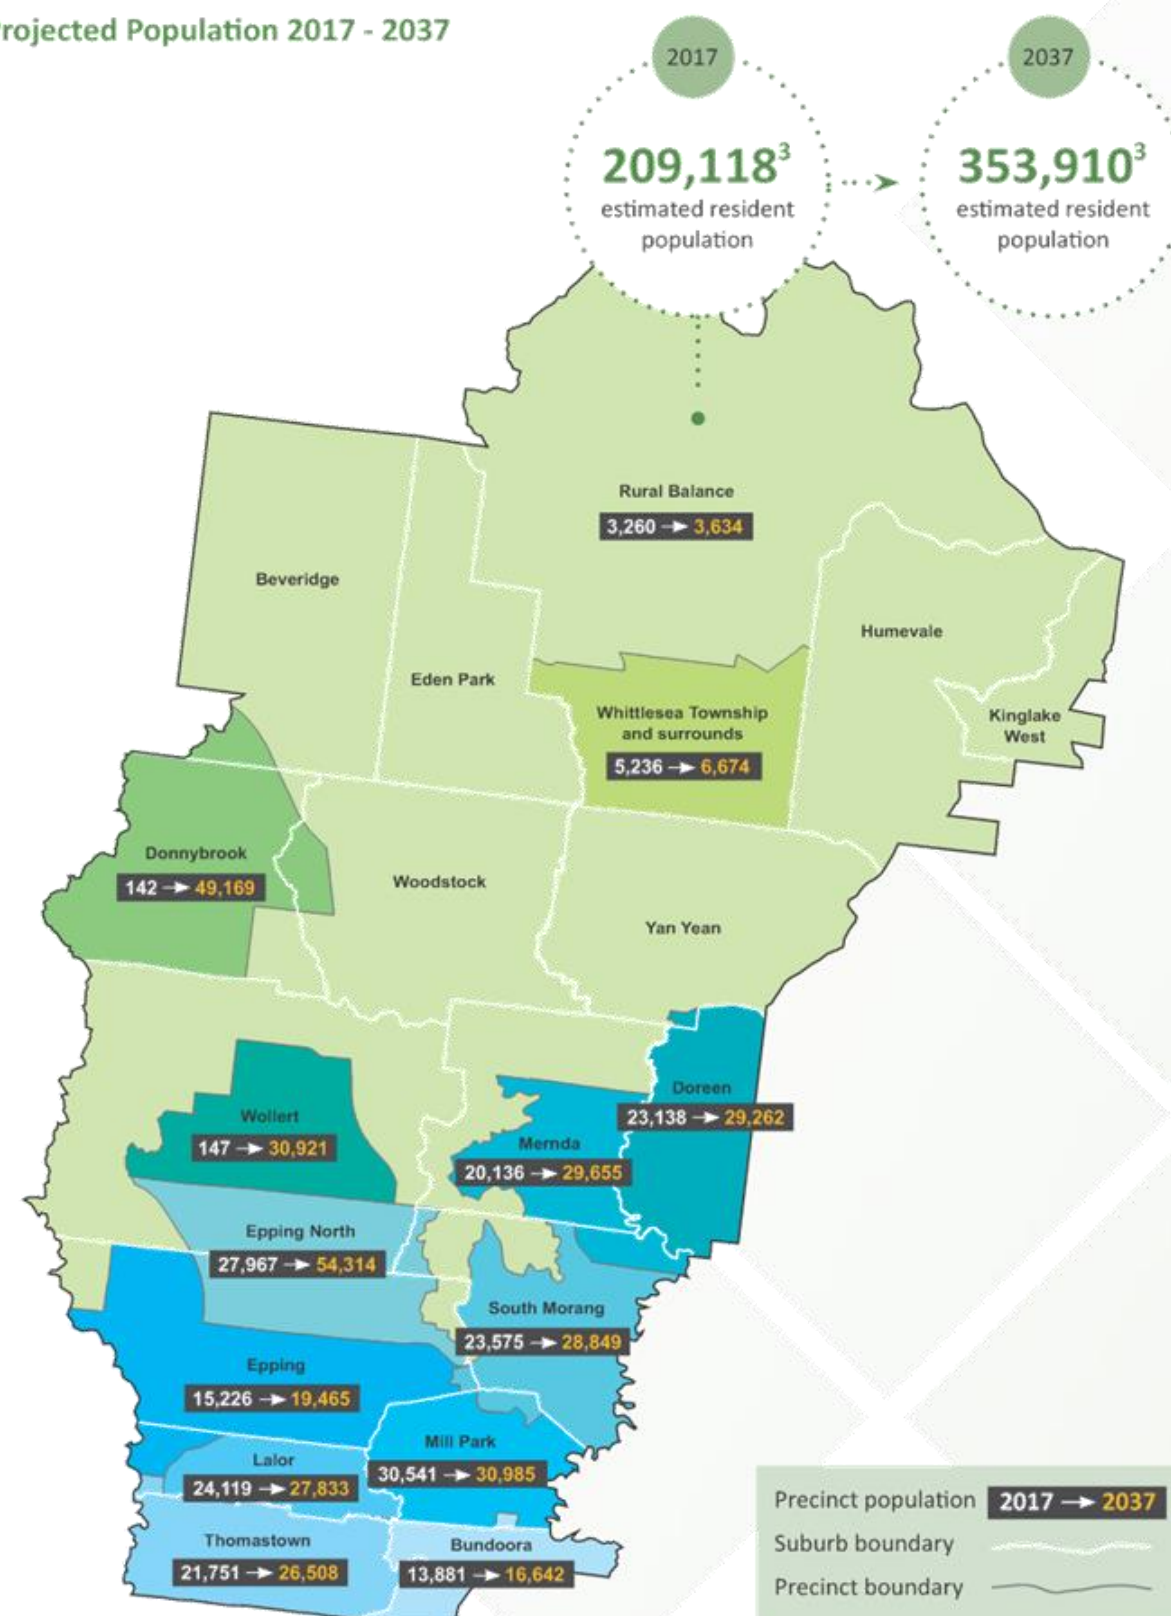 Projected Population 2017 - 2037
2017
2037
209,118³
353,910³
estimated resident
population
estimated resident
population
Rural Balance
3,260 → 3,634
Beveridge
Humevale
Eden Park
Whittlesea Township
and surrounds
5,236 → 6,674
Kinglake
West
Donnybrook
142 → 49,169
Woodstock
Yan Yean
Doreen
23,138 → 29,262
Wollert
147 → 30,921
Mernda
20,136 → 29,655
Epping North
27,967 → 54,314
South Morang
23,575 → 28,849
Epping
15,226 → 19,465
Mill Park
30,541 → 30,985
Lalor
24,119 → 27,833
Thomastown
21,751 → 26,508
Bundoora
13,881 → 16,642
Precinct population 2017 → 2037
Suburb boundary
Precinct boundary